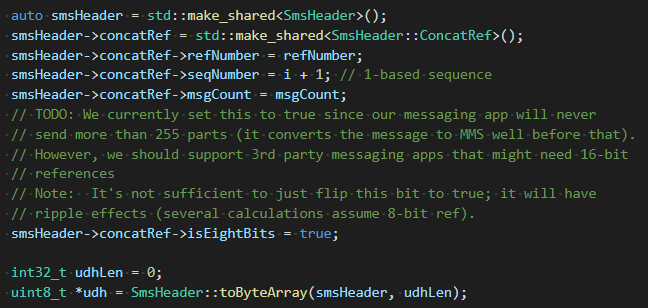 auto smsHeader = std::make_shared<SmsHeader>();
smsHeader->concatRef = std::make_shared<SmsHeader::ConcatRef>();
smsHeader->concatRef->refNumber = refNumber;
smsHeader->concatRef->seqNumber = i + 1; // 1-based sequence
smsHeader->concatRef->msgCount = msgCount;
// TODO: We currently set this to true since our messaging app will never
// send more than 255 parts (it converts the message to MMS well before that).
// However, we should support 3rd party messaging apps that might need 16-bit
// references
// Note:  It's not sufficient to just flip this bit to true; it will have
// ripple effects (several calculations assume 8-bit ref).
smsHeader->concatRef->isEightBits = true;
int32_t udhLen = 0;
uint8_t *udh = SmsHeader::toByteArray(smsHeader, udhLen);